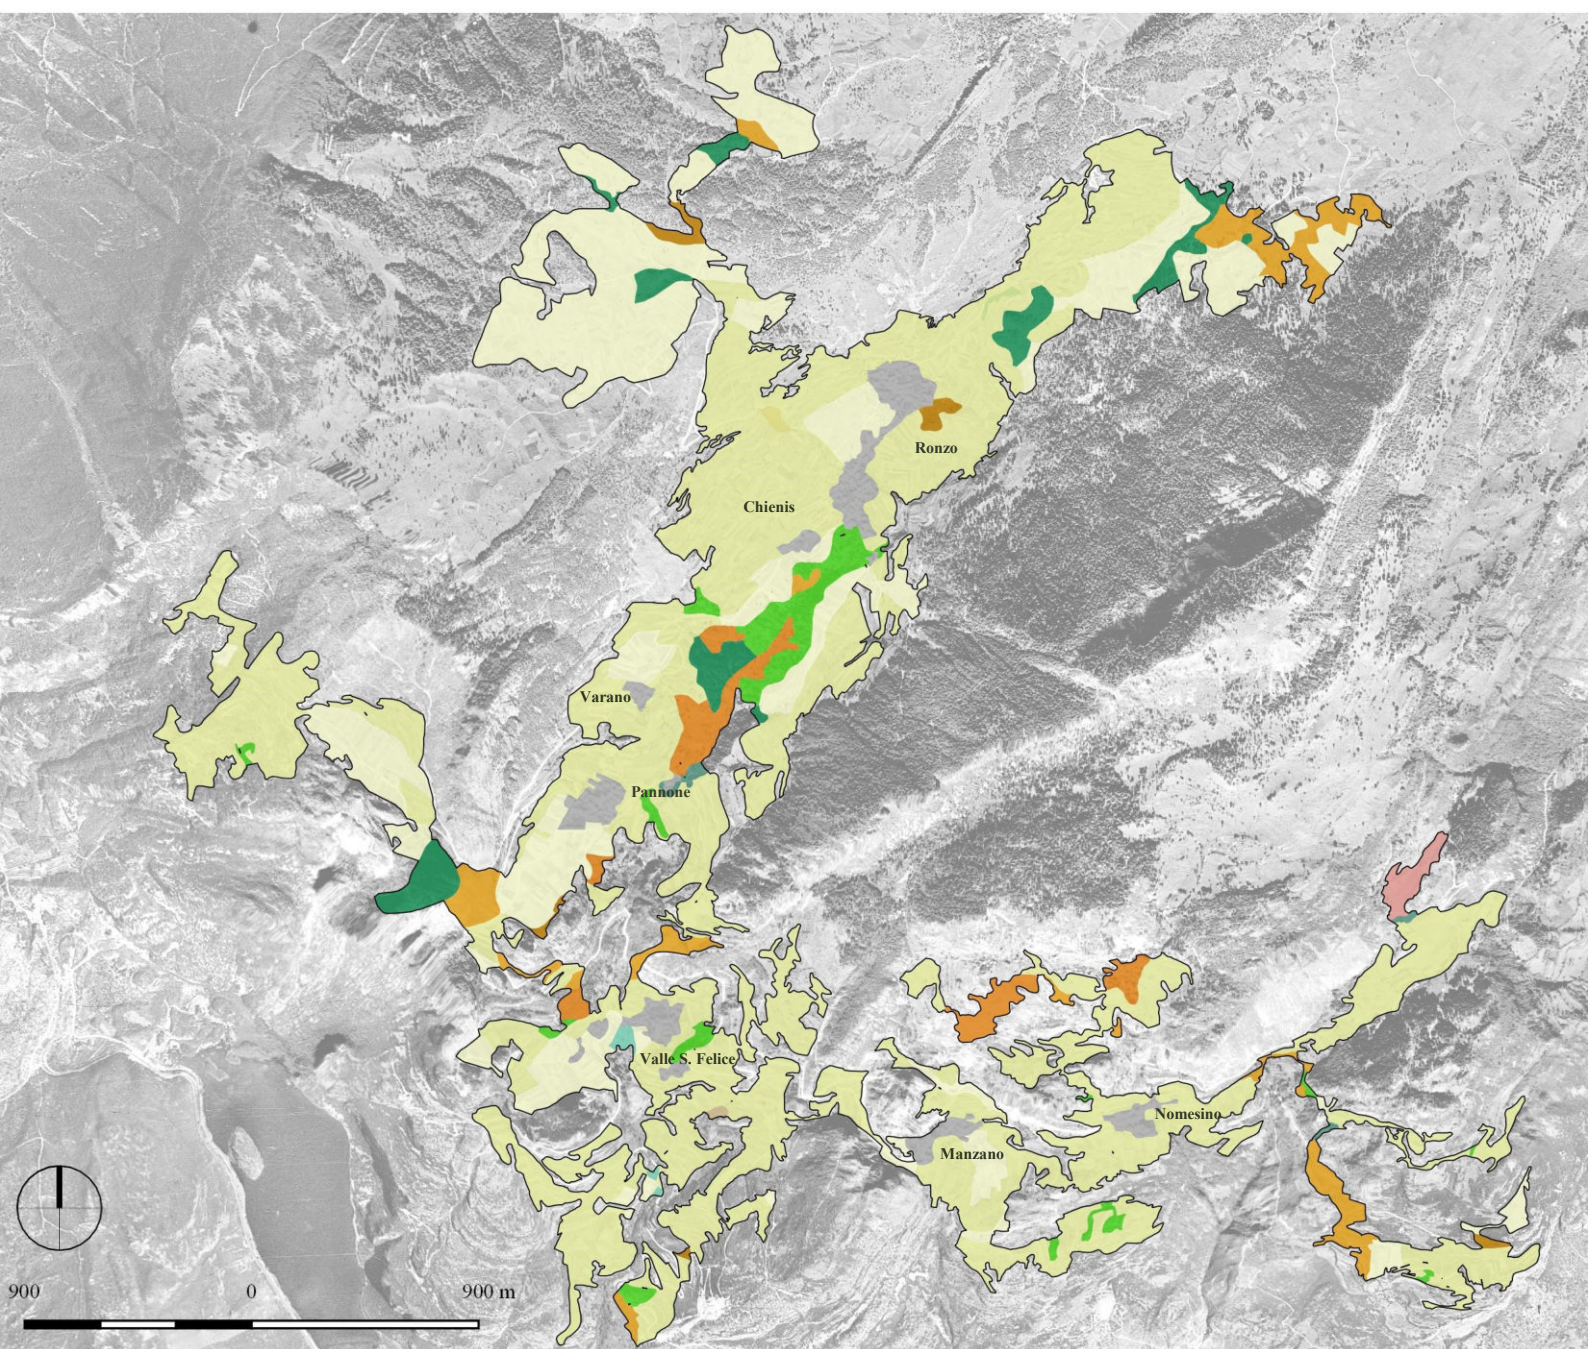 Ronzo
Chienis
Varano
Pannone
Valle S. Felice
Nomesino
Manzano
900 0 900 m